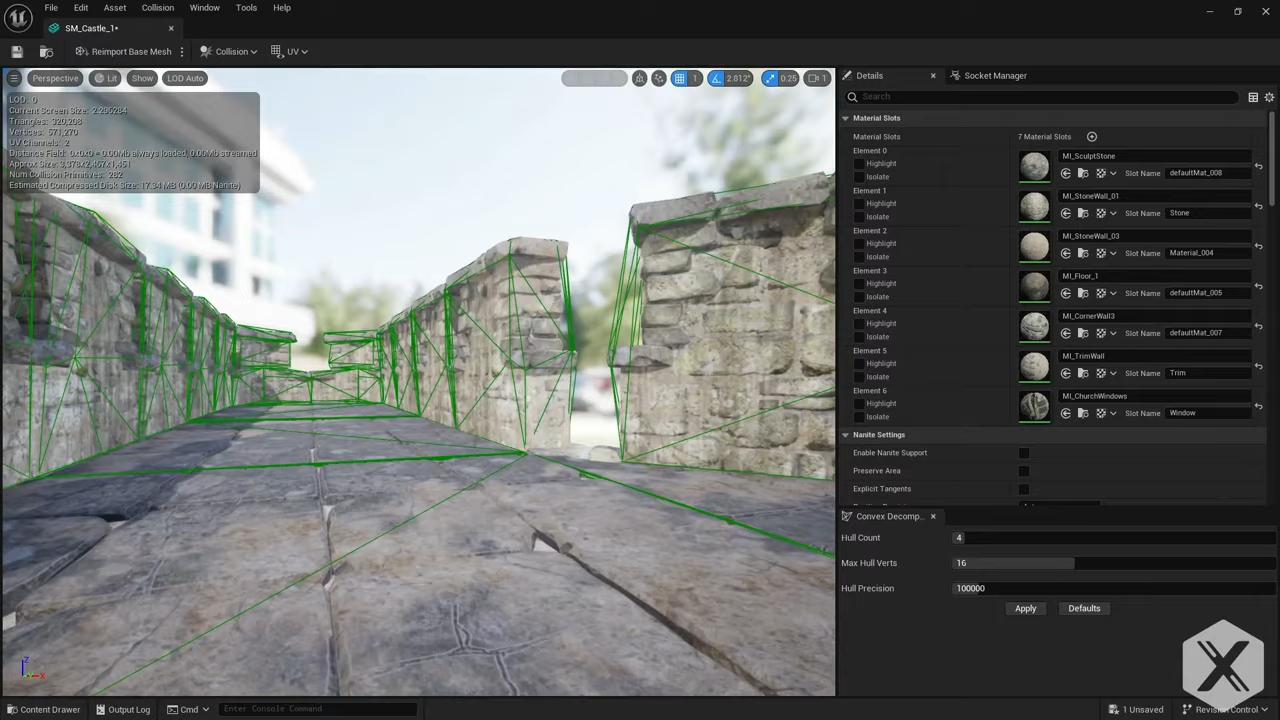 File Edit Asset Collision Window Tools Help
SM_Castle_1•
Reimport Base Mesh Collision UV
Perspective Lit Show LOD Auto 1 2.812° 0.25 1
LOD: 0
Current Screen Size: 2.296284
Triangles: 320,208
Vertices: 571,270
UV Channels: 2
Distance Field: 0x0x0 = 0.00Mb always loaded, 0.00Mb streamed
Num Collision Primitives: 282
Estimated Compressed Disk Size: 17.34 MB (0.00 MB Nanite)
Details Socket Manager
Search
Material Slots
Material Slots 7 Material Slots
Element 0
Highlight
Isolate
MI_SculptStone
Slot Name defaultMat_008
Element 1
Highlight
Isolate
MI_StoneWall_01
Slot Name Stone
Element 2
Highlight
Isolate
MI_StoneWall_03
Slot Name Material_004
Element 3
Highlight
Isolate
MI_Floor_1
Slot Name defaultMat_005
Element 4
Highlight
Isolate
MI_CornerWall3
Slot Name defaultMat_007
Element 5
Highlight
Isolate
MI_TrimWall
Slot Name Trim
Element 6
Highlight
Isolate
MI_ChurchWindows
Slot Name Window
Nanite Settings
Enable Nanite Support
Preserve Area
Explicit Tangents
Convex Decomp...
Hull Count 4
Max Hull Verts 16
Hull Precision 100000
Apply Defaults
Z
X
Content Drawer Output Log Cmd Enter Console Command 1 Unsaved Revision Control